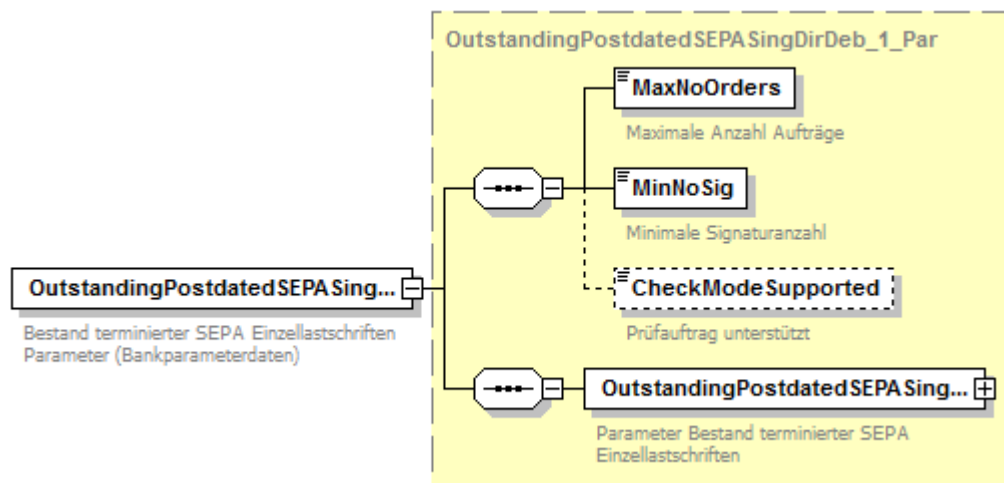 OutstandingPostdatedSEPASingDirDeb_1_Par
MaxNoOrders
Maximale Anzahl Aufträge
MinNoSig
Minimale Signaturanzahl
CheckModeSupported
Prüfauftrag unterstützt
OutstandingPostdatedSEPASing...
Bestand terminierter SEPA Einzellastschriften
Parameter (Bankparameterdaten)
OutstandingPostdatedSEPASing...
Parameter Bestand terminierter SEPA
Einzellastschriften